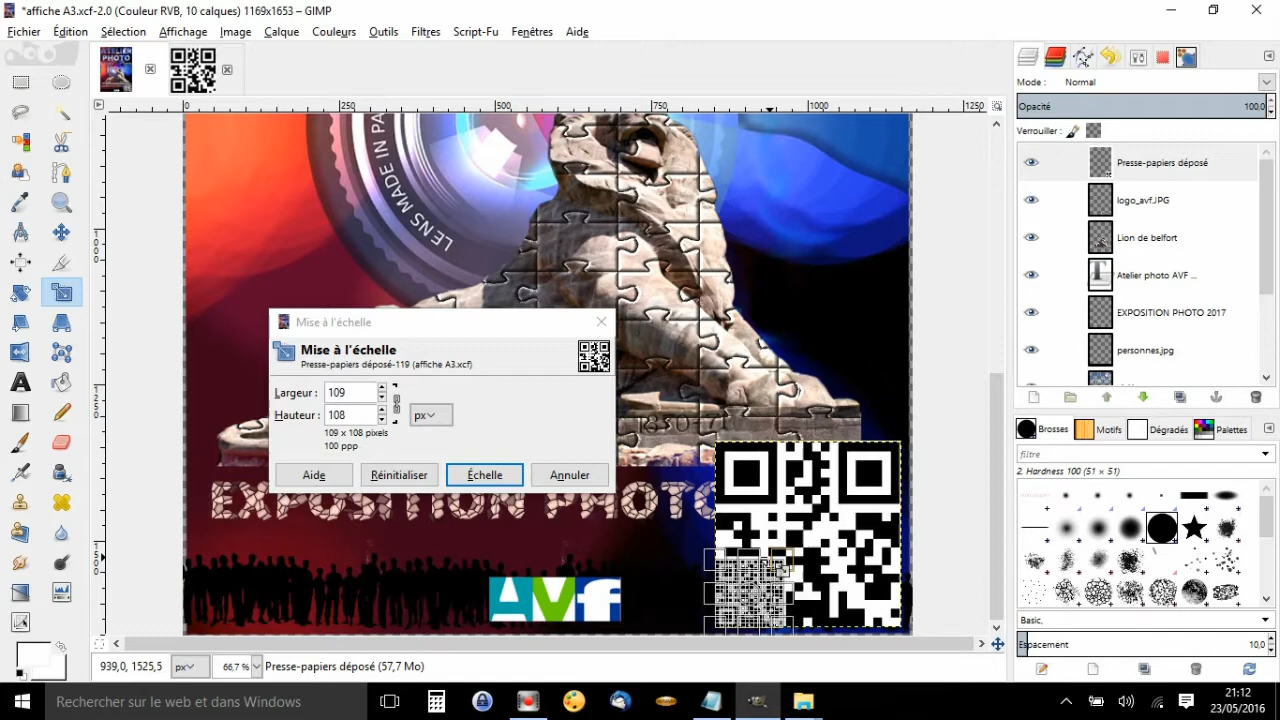 *affiche A3.xcf-2.0 (Couleur RVB, 10 calques) 1169x1653 – GIMP
Fichier Édition Sélection Affichage Image Calque Couleurs Outils Filtres Script-Fu Fenêtres Aide
ATELIER
PHOTO
Mode : Normal
Opacité 100,0
Verrouiller :
0 250 500 750 1000 1250
Presse-papiers déposé
logo_avf.JPG
Lion de belfort
Atelier photo AVF ...
EXPOSITION PHOTO 2017
personnes.jpg
LENS MADE IN PA
1000
1250
1500
Mise à l'échelle
Mise à l'échelle
Presse-papiers déposé-119 (affiche A3.xcf)
Largeur : 109
Hauteur : 108
px
109 x 108 pixels
100 ppp
Aide Réinitialiser Échelle Annuler
EXPOSITION PHOTO
AVf
Brosses Motifs Dégradés Palettes
filtre
2. Hardness 100 (51 × 51)
Basic,
Espacement 10,0
939,0, 1525,5 px 66,7 % Presse-papiers déposé (57,7 Mo)
Rechercher sur le web et dans Windows
21:12
23/05/2016